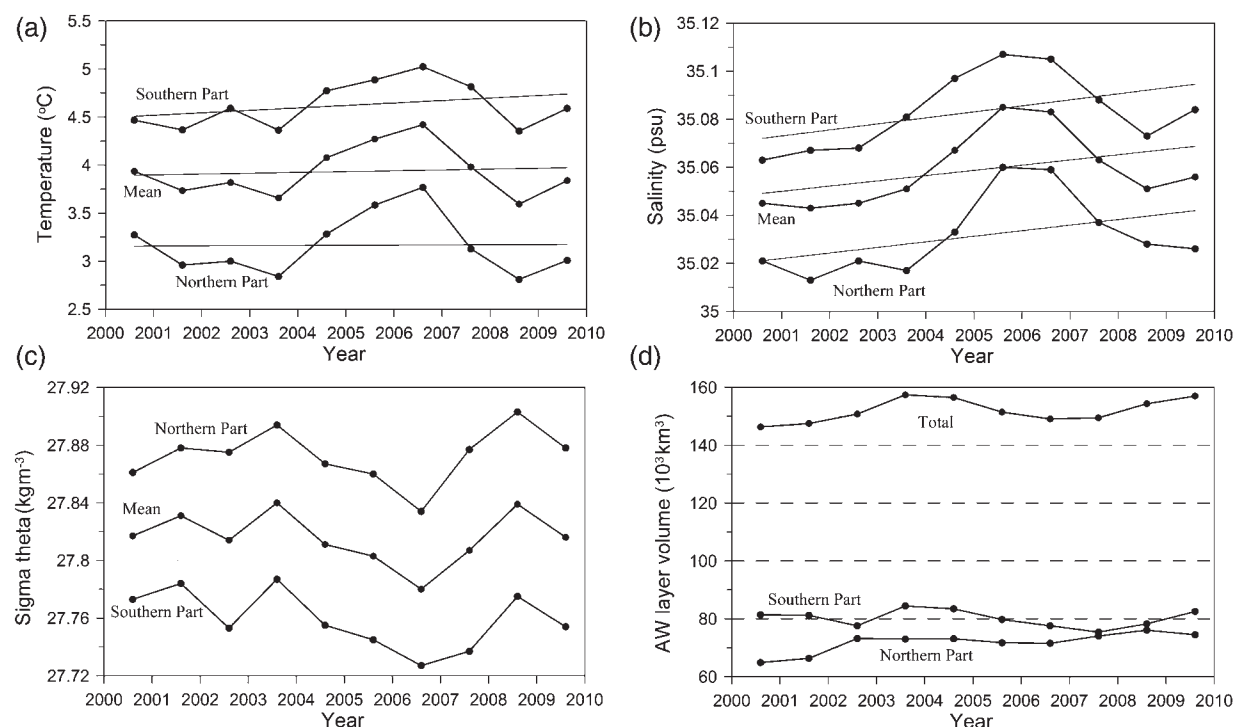 (a)
5.5
5
4.5
4
3.5
3
2.5
Temperature (°C)
Southern Part
Mean
Northern Part
2000 2001 2002 2003 2004 2005 2006 2007 2008 2009 2010
Year
(b)
35.12
35.1
35.08
35.06
35.04
35.02
35
Salinity (psu)
Southern Part
Mean
Northern Part
2000 2001 2002 2003 2004 2005 2006 2007 2008 2009 2010
Year
(c)
27.92
27.88
27.84
27.8
27.76
27.72
Sigma theta (kgm-3)
Northern Part
Mean
Southern Part
2000 2001 2002 2003 2004 2005 2006 2007 2008 2009 2010
Year
(d)
160
140
120
100
80
60
AW layer volume (10³km³)
Total
Southern Part
Northern Part
2000 2001 2002 2003 2004 2005 2006 2007 2008 2009 2010
Year